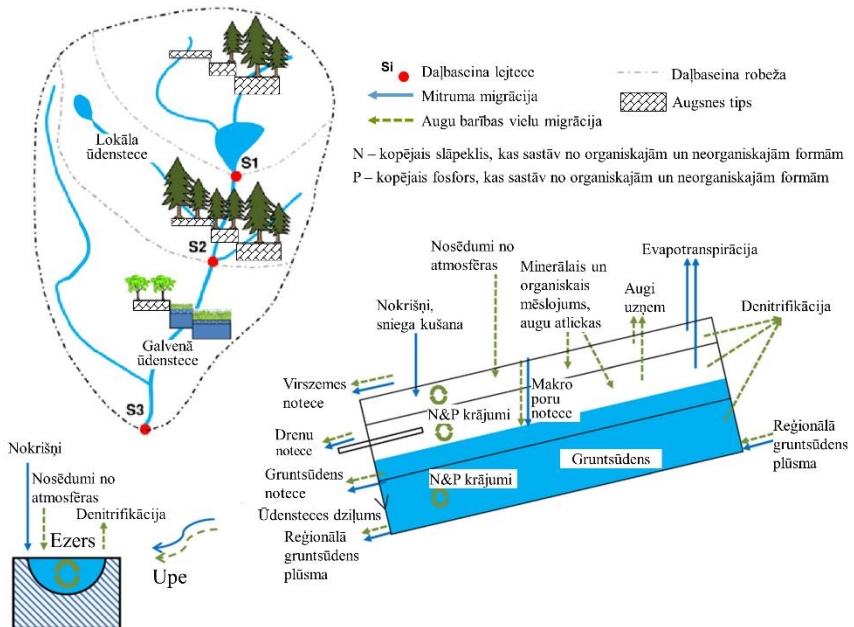 Si
Daļbaseina lejtece
Mitruma migrācija
Augu barības vielu migrācija
Daļbaseina robeža
Augsnes tips
N – kopējais slāpeklis, kas sastāv no organiskajām un neorganiskajām formām
P – kopējais fosfors, kas sastāv no organiskajām un neorganiskajām formām
Lokāla
ūdenstece
S1
S2
Galvenā
ūdenstece
S3
Nokrišņi
Nosēdumi no
atmosfēras
Denitrifikācija
Ezers
Upe
Nosēdumi no
atmosfēras
Nokrišņi,
sniega kušana
Minerālais un
organiskais
mēslojums,
augu atliekas
Augi
uzņem
Evapotranspirācija
Denitrifikācija
Virszemes
notece
Makro
poru
notece
N&P krājumi
Drenu
notece
Gruntsūdens
Gruntsūdens
notece
N&P krājumi
Reģionālā
gruntsūdens
plūsma
Ūdensteces dziļums
Reģionālā
gruntsūdens
plūsma